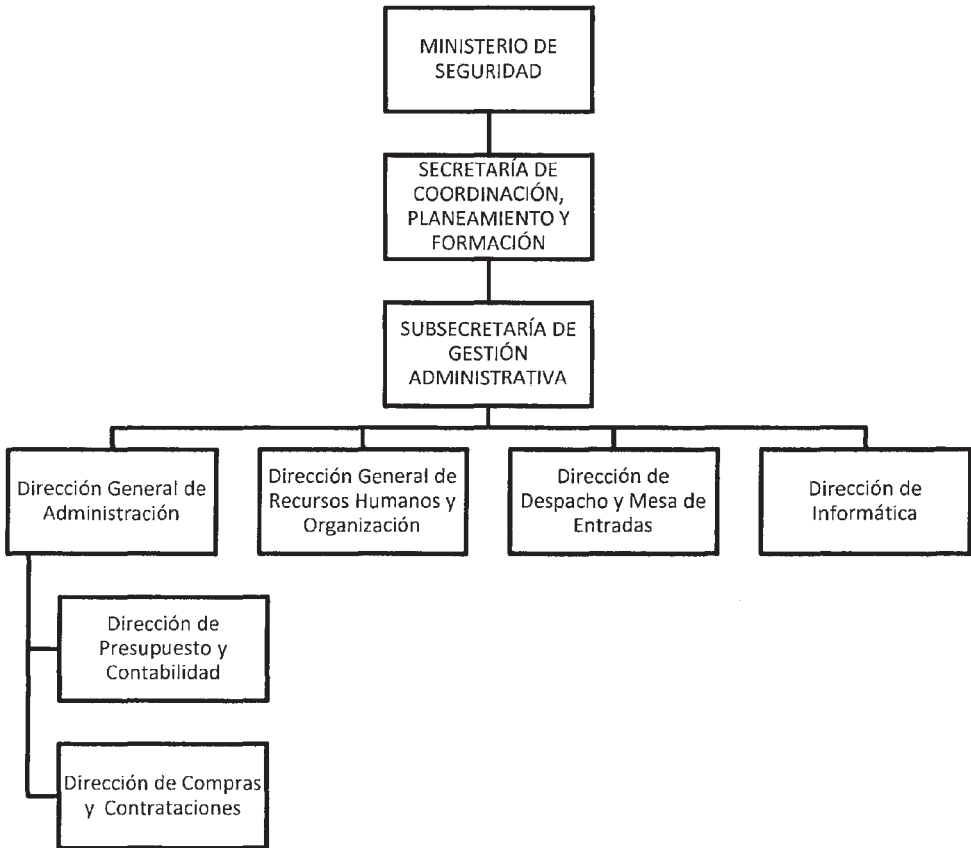 MINISTERIO DE
SEGURIDAD
SECRETARÍA DE
COORDINACIÓN,
PLANEAMIENTO Y
FORMACIÓN
SUBSECRETARÍA DE
GESTIÓN
ADMINISTRATIVA
Dirección General de
Administración
Dirección General de
Recursos Humanos y
Organización
Dirección de
Despacho y Mesa de
Entradas
Dirección de
Informática
Dirección de
Presupuesto y
Contabilidad
Dirección de Compras
y Contrataciones